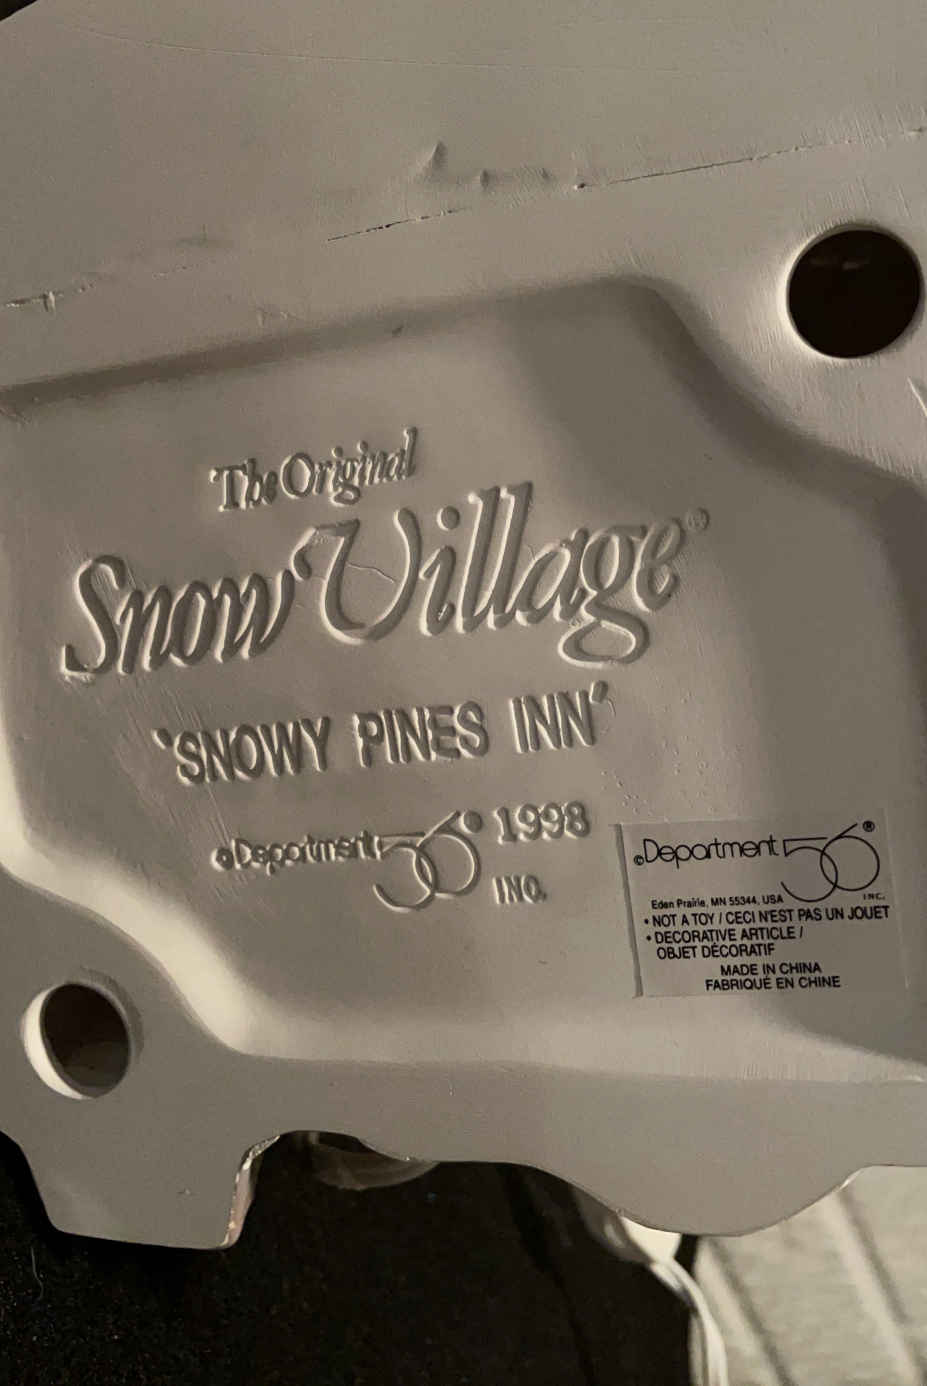 The Original
Snow Village®
'SNOWY PINES INN'
©Department 56® 1998
INC.
©Department 56®
INC.
Eden Prairie, MN 55344, USA
• NOT A TOY / CECI N'EST PAS UN JOUET
• DECORATIVE ARTICLE /
OBJET DÉCORATIF
MADE IN CHINA
FABRIQUÉ EN CHINE